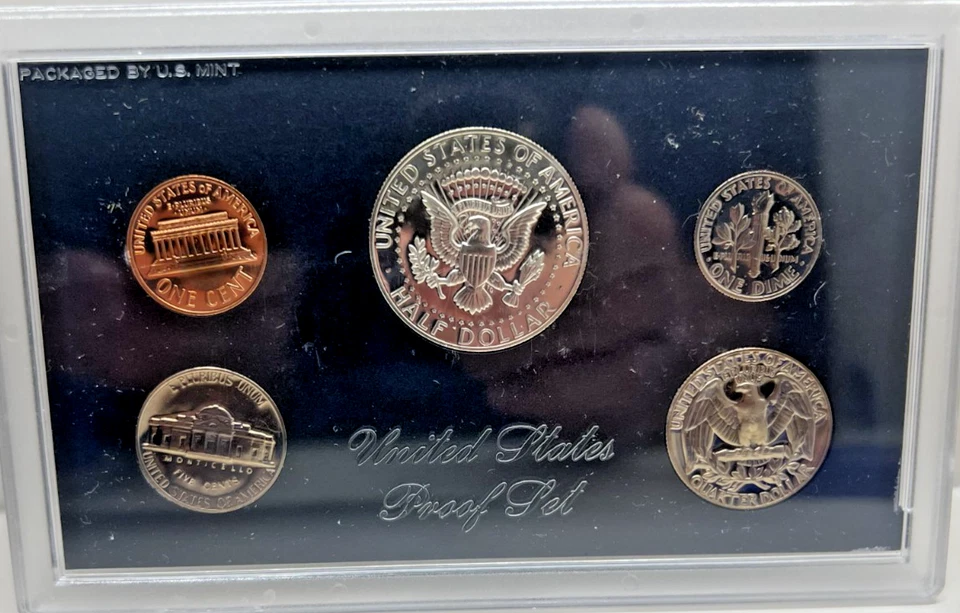 PACKAGED BY U.S. MINT
UNITED STATES OF AMERICA
E·PLURIBUS
UNUM
ONE CENT
UNITED STATES OF AMERICA
HALF DOLLAR
UNITED STATES OF AMERICA
ONE DIME
E PLURIBUS UNUM
MONTICELLO
FIVE CENTS
UNITED STATES OF AMERICA
UNITED STATES OF AMERICA
QUARTER DOLLAR
United States
Proof Set